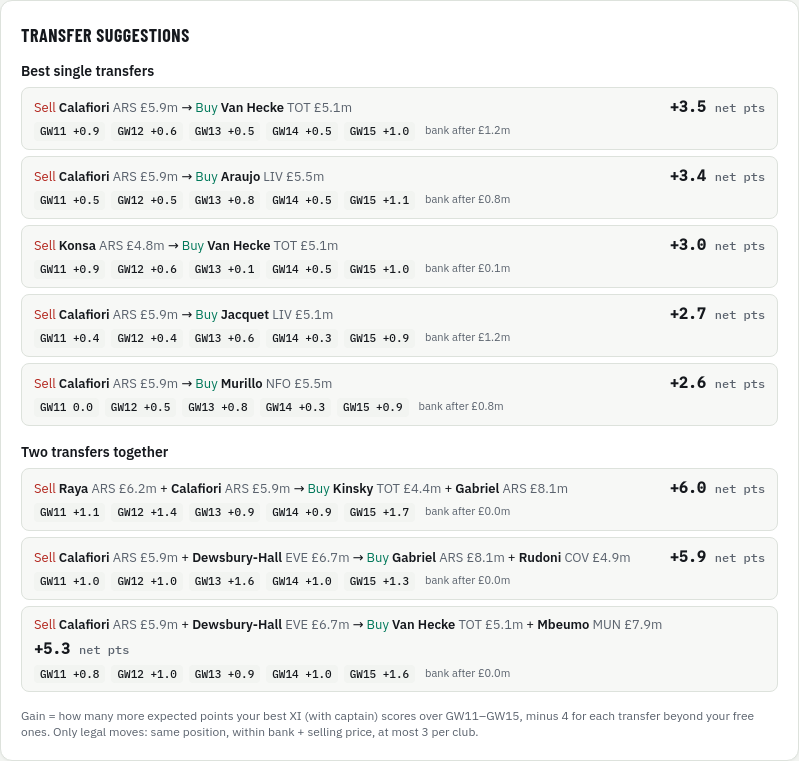 TRANSFER SUGGESTIONS
Best single transfers
Sell Calafiori ARS £5.9m → Buy Van Hecke TOT £5.1m +3.5 net pts
GW11 +0.9 GW12 +0.6 GW13 +0.5 GW14 +0.5 GW15 +1.0 bank after £1.2m
Sell Calafiori ARS £5.9m → Buy Araujo LIV £5.5m +3.4 net pts
GW11 +0.5 GW12 +0.5 GW13 +0.8 GW14 +0.5 GW15 +1.1 bank after £0.8m
Sell Konsa ARS £4.8m → Buy Van Hecke TOT £5.1m +3.0 net pts
GW11 +0.9 GW12 +0.6 GW13 +0.1 GW14 +0.5 GW15 +1.0 bank after £0.1m
Sell Calafiori ARS £5.9m → Buy Jacquet LIV £5.1m +2.7 net pts
GW11 +0.4 GW12 +0.4 GW13 +0.6 GW14 +0.3 GW15 +0.9 bank after £1.2m
Sell Calafiori ARS £5.9m → Buy Murillo NFO £5.5m +2.6 net pts
GW11 0.0 GW12 +0.5 GW13 +0.8 GW14 +0.3 GW15 +0.9 bank after £0.8m
Two transfers together
Sell Raya ARS £6.2m + Calafiori ARS £5.9m → Buy Kinsky TOT £4.4m + Gabriel ARS £8.1m +6.0 net pts
GW11 +1.1 GW12 +1.4 GW13 +0.9 GW14 +0.9 GW15 +1.7 bank after £0.0m
Sell Calafiori ARS £5.9m + Dewsbury-Hall EVE £6.7m → Buy Gabriel ARS £8.1m + Rudoni COV £4.9m +5.9 net pts
GW11 +1.0 GW12 +1.0 GW13 +1.6 GW14 +1.0 GW15 +1.3 bank after £0.0m
Sell Calafiori ARS £5.9m + Dewsbury-Hall EVE £6.7m → Buy Van Hecke TOT £5.1m + Mbeumo MUN £7.9m
+5.3 net pts
GW11 +0.8 GW12 +1.0 GW13 +0.9 GW14 +1.0 GW15 +1.6 bank after £0.0m
Gain = how many more expected points your best XI (with captain) scores over GW11–GW15, minus 4 for each transfer beyond your free
ones. Only legal moves: same position, within bank + selling price, at most 3 per club.